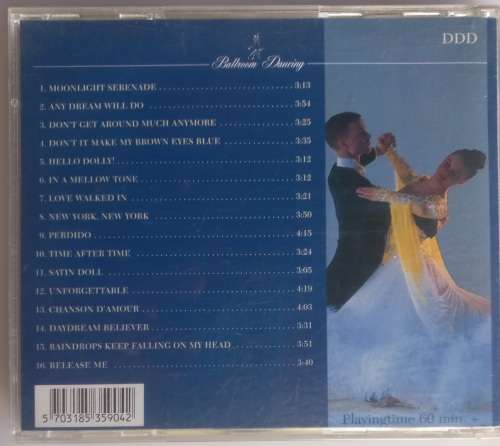 DDD
Ballroom Dancing
1. MOONLIGHT SERENADE 3:13
2. ANY DREAM WILL DO 3:54
3. DON'T GET AROUND MUCH ANYMORE 3:25
4. DON'T IT MAKE MY BROWN EYES BLUE 3:35
5. HELLO DOLLY! 3:12
6. IN A MELLOW TONE 3:12
7. LOVE WALKED IN 3:21
8. NEW YORK, NEW YORK 3:50
9. PERDIDO 4:15
10. TIME AFTER TIME 3:24
11. SATIN DOLL 3:05
12. UNFORGETTABLE 4:19
13. CHANSON D'AMOUR 4:03
14. DAYDREAM BELIEVER 3:31
15. RAINDROPS KEEP FALLING ON MY HEAD 3:51
16. RELEASE ME 3:40
5 703185 359042
Playingtime 60 min. +